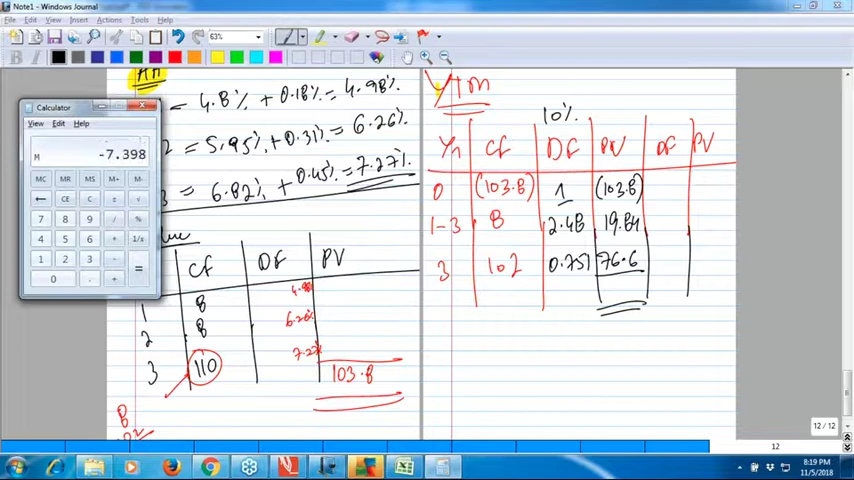 Note1 - Windows Journal
File Edit View Insert Actions Tools Help
63%
- 4.8% + 0.18% = 4.98%
2 = 5.95% + 0.31% = 6.26%
3 = 6.82% + 0.45% = 7.27%
CF DF PV
1 8 4.98
2 8 6.26%
3 110 7.27% 103.8
8
Calculator
View Edit Help
M -7.398
MC MR MS M+ M-
← CE C ± √
7 8 9 / %
4 5 6 * 1/x
1 2 3 - =
0 . +
YTM
10%
Yr CF DF PV DF PV
0 (103.8) 1 (103.8)
1-3 8 2.48 19.84
3 102 0.751 76.6
12 / 12
12
8:19 PM
11/5/2018